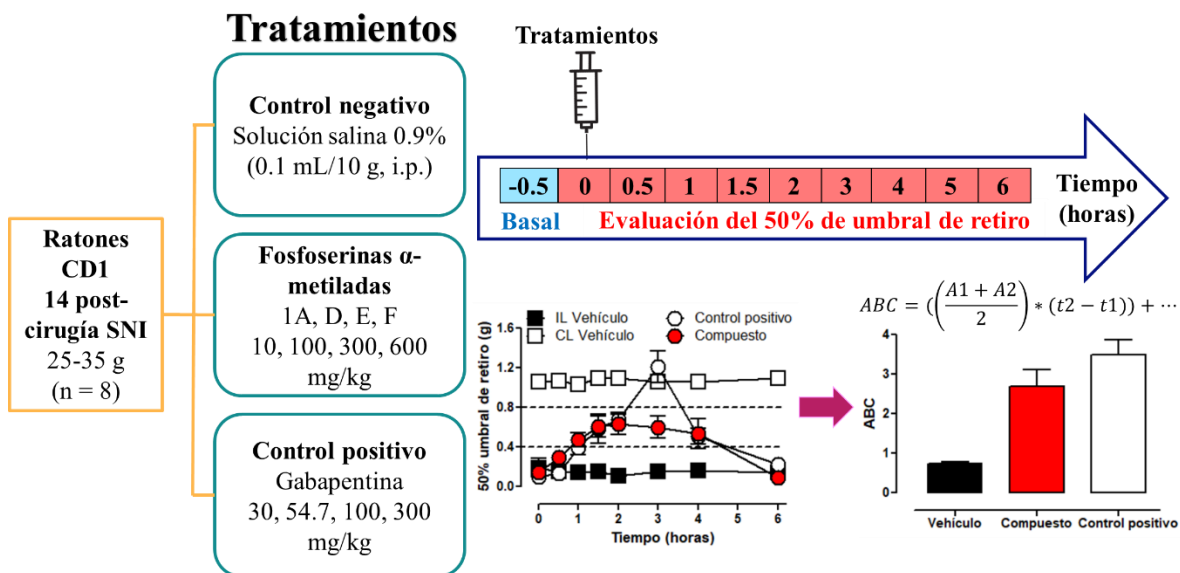 Tratamientos
Ratones
CD1
14 post-
cirugía SNI
25-35 g
(n = 8)
Control negativo
Solución salina 0.9%
(0.1 mL/10 g, i.p.)
Fosfoserinas α-
metiladas
1A, D, E, F
10, 100, 300, 600
mg/kg
Control positivo
Gabapentina
30, 54.7, 100, 300
mg/kg
Tratamientos
-0.5 0 0.5 1 1.5 2 3 4 5 6
Basal Evaluación del 50% de umbral de retiro
Tiempo
(horas)
IL Vehículo Control positivo
CL Vehículo Compuesto
50% umbral de retiro (g)
1.6
1.2
0.8
0.4
0.0
0 1 2 3 4 5 6
Tiempo (horas)
ABC = ((\(\frac{A1 + A2}{2}\)) * (t2 − t1)) + ⋯
ABC
4
3
2
1
0
Vehículo Compuesto Control positivo